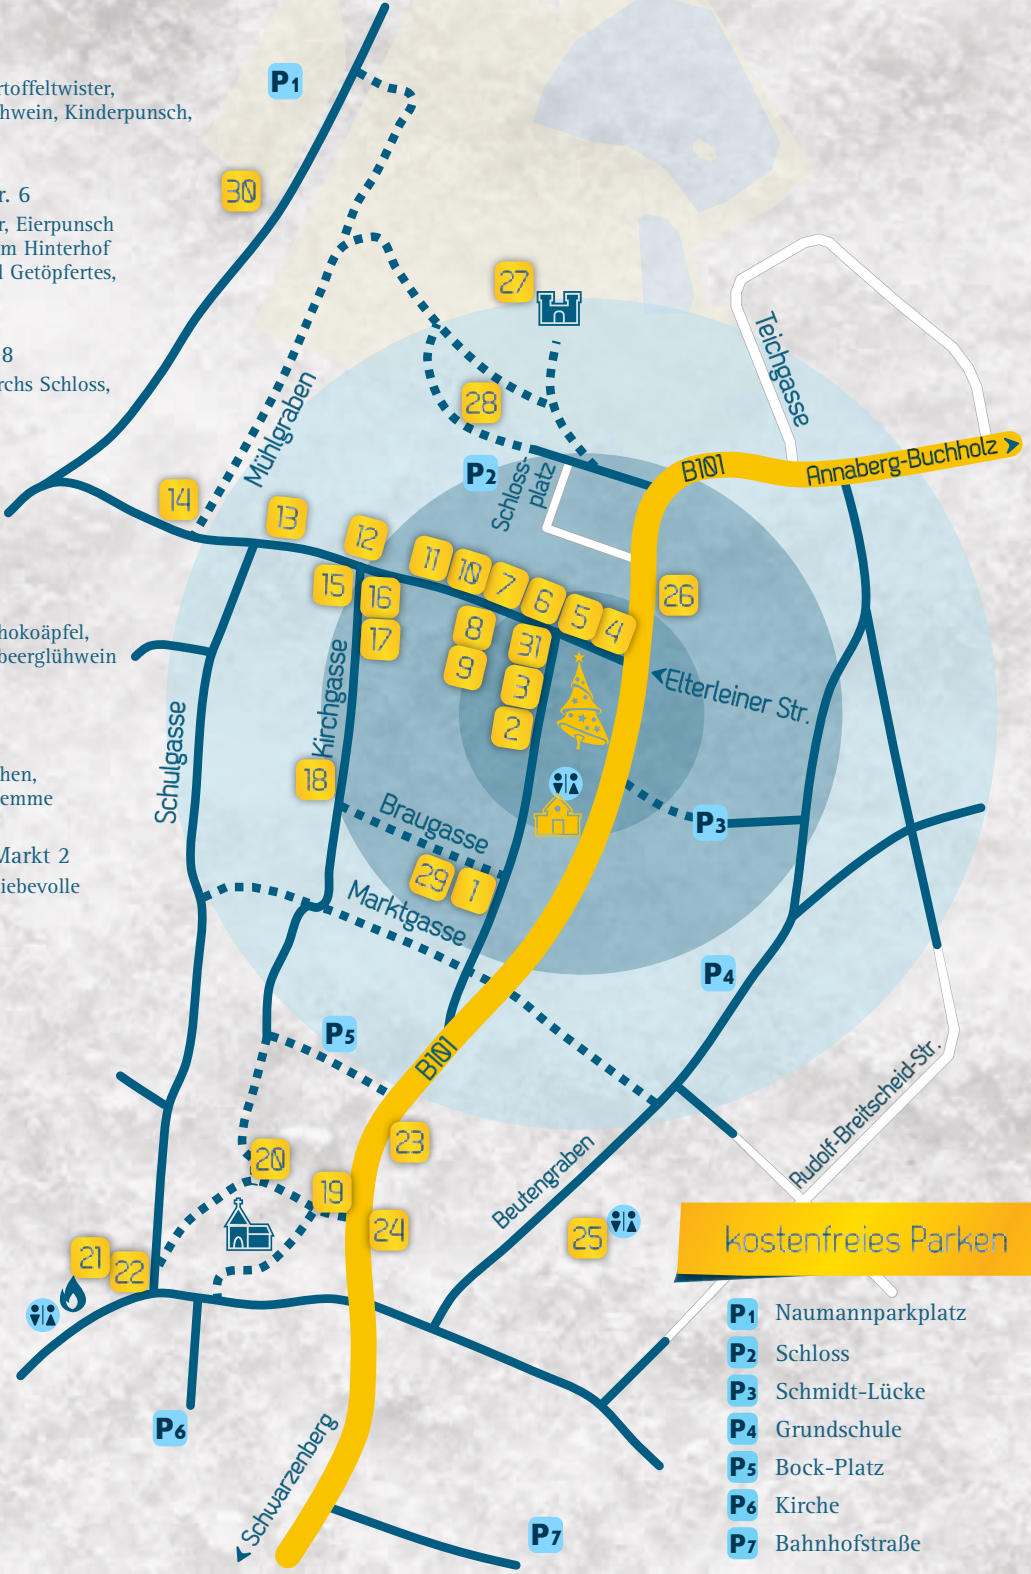 rtoffeltwister,
hwein, Kinderpunsch,
r. 6
r, Eierpunsch
m Hinterhof
l Getöpfertes,
8
rchs Schloss,
hokoäpfel,
beerglühwein
hen,
emme
Markt 2
iebevolle
P1
30
27
28
Mühlgraben
P2
Schloss-
platz
Teichgasse
B101
Annaberg-Buchholz
14
13
12
11
10
7
6
5
4
26
15
16
17
8
9
31
3
2
Elterleiner Str.
Schulgasse
Kirchgasse
18
Braugasse
29
1
Marktgasse
P3
P4
P5
B101
23
Rudolf-Breitscheid-Str.
20
19
24
Beutengraben
25
21
22
P6
Schwarzenberg
P7
kostenfreies Parken
P1 Naumannparkplatz
P2 Schloss
P3 Schmidt-Lücke
P4 Grundschule
P5 Bock-Platz
P6 Kirche
P7 Bahnhofstraße